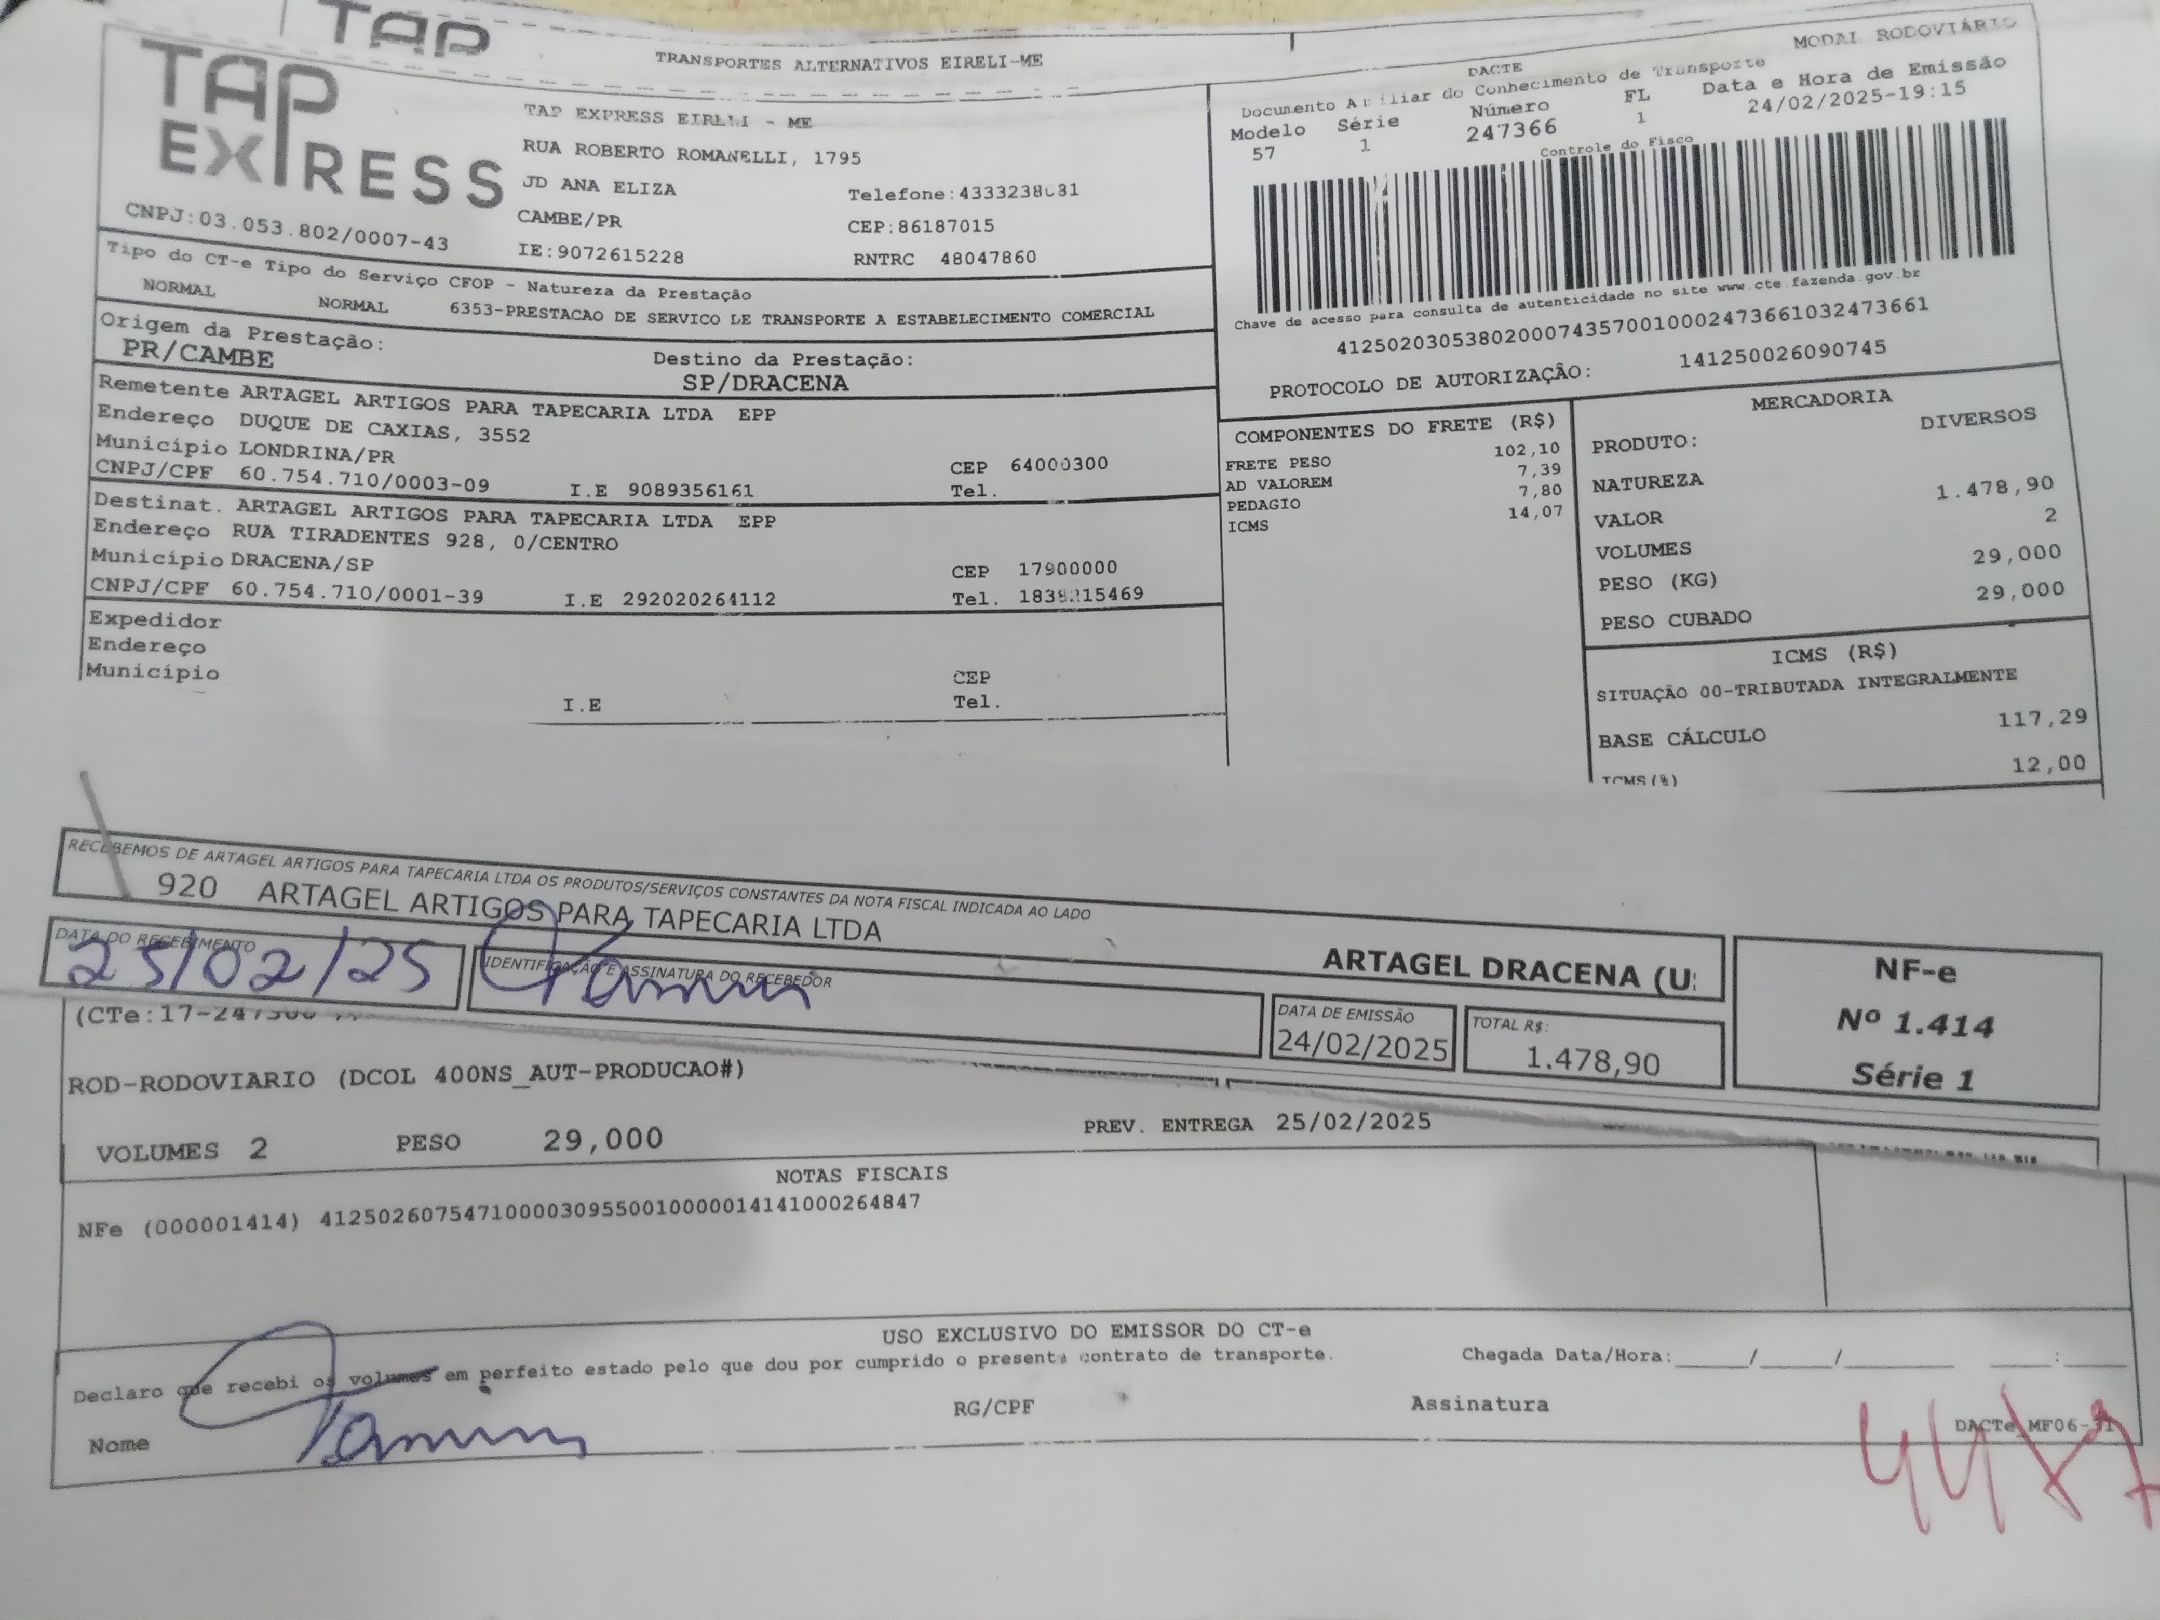 TAP
TRANSPORTES ALTERNATIVOS EIRELI-ME
MODAL RODOVIÁRIO
TAP EXPRESS
TAP EXPRESS EIRELI - ME
RUA ROBERTO ROMANELLI, 1795
JD ANA ELIZA
CAMBE/PR CEP:86187015
CNPJ:03.053.802/0007-43 IE:9072615228 RNTRC 48047860
DACTE
Documento Auxiliar do Conhecimento de Transporte
Modelo Série Número FL Data e Hora de Emissão
57 1 247366 1 24/02/2025-19:15
Controle do Fisco
Chave de acesso para consulta de autenticidade no site www.cte.fazenda.gov.br
41250203053802000743570010002473661032473661
PROTOCOLO DE AUTORIZAÇÃO: 141250026090745
Tipo do CT-e Tipo do Serviço CFOP - Natureza da Prestação
NORMAL NORMAL 6353-PRESTACAO DE SERVICO DE TRANSPORTE A ESTABELECIMENTO COMERCIAL
Origem da Prestação: Destino da Prestação:
PR/CAMBE SP/DRACENA
Remetente ARTAGEL ARTIGOS PARA TAPECARIA LTDA EPP
Endereço DUQUE DE CAXIAS, 3552
Município LONDRINA/PR CEP 64000300
CNPJ/CPF 60.754.710/0003-09 I.E 9089356161 Tel.
Destinat. ARTAGEL ARTIGOS PARA TAPECARIA LTDA EPP
Endereço RUA TIRADENTES 928, 0/CENTRO
Município DRACENA/SP CEP 17900000
CNPJ/CPF 60.754.710/0001-39 I.E 292020264112 Tel.
Expedidor
Endereço
Município CEP
I.E Tel.
COMPONENTES DO FRETE (R$)
FRETE PESO 102,10
AD VALOREM 7,39
PEDAGIO 7,80
ICMS 14,07
MERCADORIA
PRODUTO: DIVERSOS
NATUREZA
VALOR 1.478,90
VOLUMES 2
PESO (KG) 29,000
PESO CUBADO 29,000
ICMS (R$)
SITUAÇÃO 00-TRIBUTADA INTEGRALMENTE
BASE CÁLCULO 117,29
ICMS(%) 12,00
RECEBEMOS DE ARTAGEL ARTIGOS PARA TAPECARIA LTDA OS PRODUTOS/SERVIÇOS CONSTANTES DA NOTA FISCAL INDICADA AO LADO
920 ARTAGEL ARTIGOS PARA TAPECARIA LTDA
ARTAGEL DRACENA (U
DATA DO RECEBIMENTO
25/02/25
IDENTIFICAÇÃO E ASSINATURA DO RECEBEDOR
DATA DE EMISSÃO
24/02/2025
TOTAL R$:
1.478,90
NF-e
Nº 1.414
Série 1
ROD-RODOVIARIO (DCOL 400NS_AUT-PRODUCAO#)
VOLUMES 2 PESO 29,000 PREV. ENTREGA 25/02/2025
NOTAS FISCAIS
NFe (000001414) 41250260754710000309550010000014141000264847
USO EXCLUSIVO DO EMISSOR DO CT-e
Declaro que recebi os volumes em perfeito estado pelo que dou por cumprido o presente contrato de transporte.
Chegada Data/Hora:_____/_____/_______ ____:____
Nome RG/CPF Assinatura